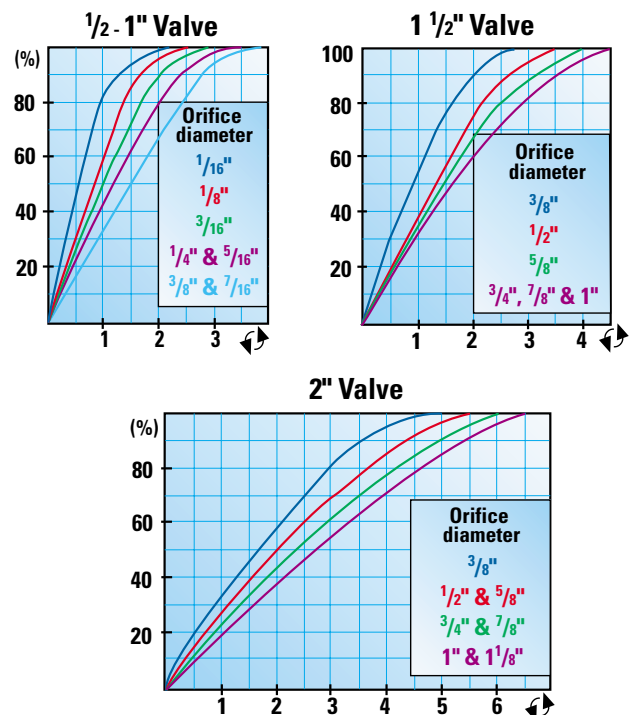 1/2 - 1" Valve
(%)
80
60
40
20
1 2 3
Orifice
diameter
1/16"
1/8"
3/16"
1/4" & 5/16"
3/8" & 7/16"
1 1/2" Valve
100
80
60
40
20
1 2 3 4
Orifice
diameter
3/8"
1/2"
5/8"
3/4", 7/8" & 1"
2" Valve
(%)
80
60
40
20
1 2 3 4 5 6
Orifice
diameter
3/8"
1/2" & 5/8"
3/4" & 7/8"
1" & 1 1/8"